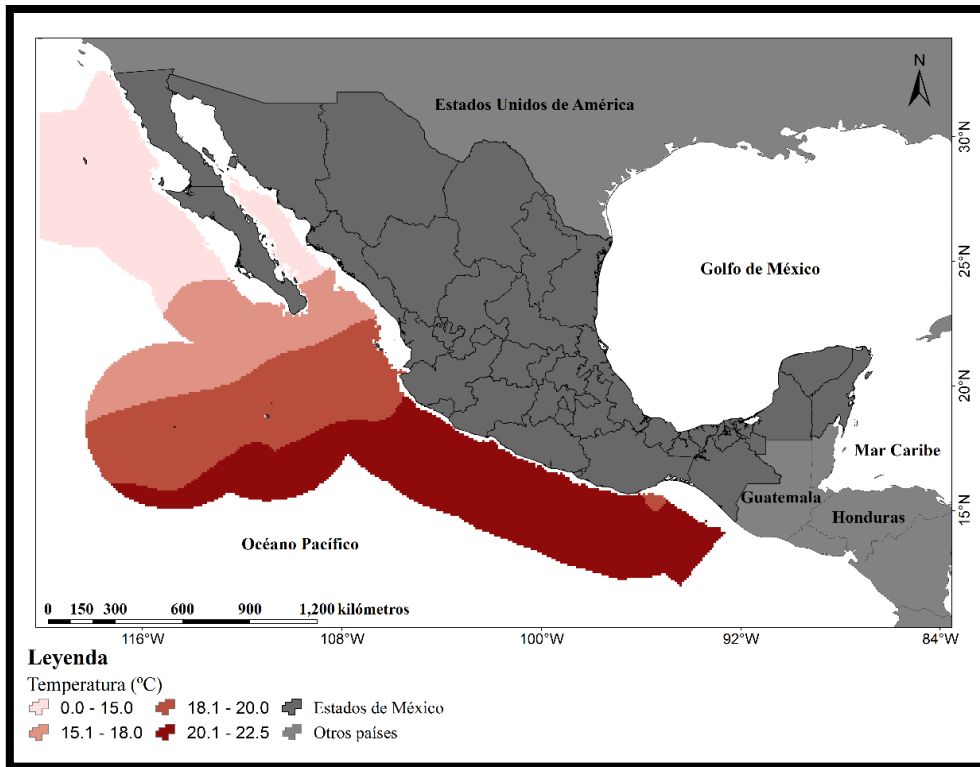 N
Estados Unidos de América
30°N
25°N
Golfo de México
20°N
Mar Caribe
Guatemala
15°N
Honduras
Océano Pacífico
0 150 300 600 900 1,200 kilómetros
116°W 108°W 100°W 92°W 84°W
Leyenda
Temperatura (ºC)
0.0 - 15.0 18.1 - 20.0 Estados de México
15.1 - 18.0 20.1 - 22.5 Otros países